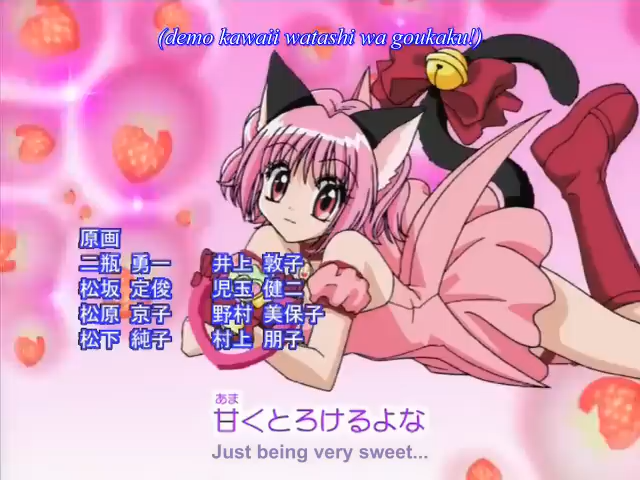 (demo kawaii watashi wa goukaku!)
原画
二瓶 勇一 井上 敦子
松坂 定俊 児玉 健二
松原 京子 野村 美保子
松下 純子 村上 朋子
あま
甘くとろけるよな
Just being very sweet...